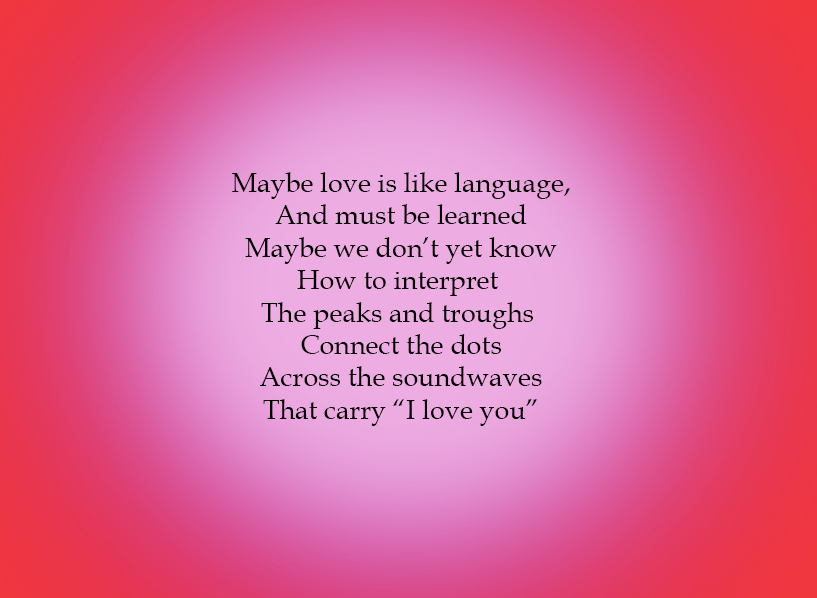 Maybe love is like language,
And must be learned
Maybe we don’t yet know
How to interpret
The peaks and troughs
Connect the dots
Across the soundwaves
That carry “I love you”